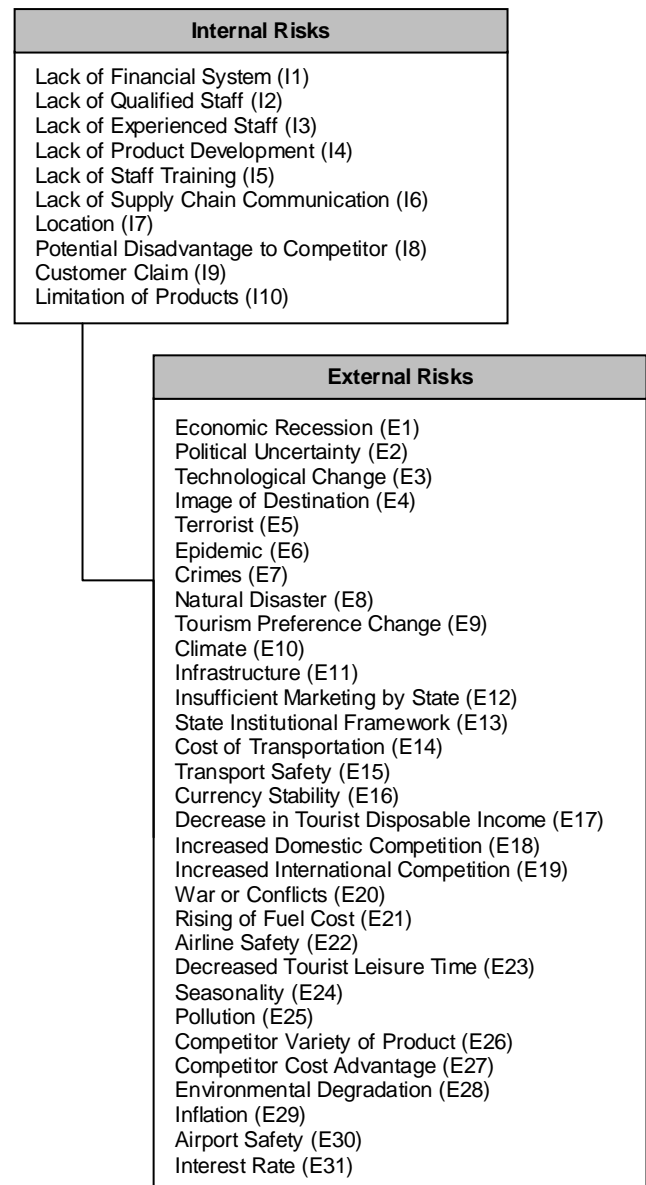 Internal Risks
Lack of Financial System (I1)
Lack of Qualified Staff (I2)
Lack of Experienced Staff (I3)
Lack of Product Development (I4)
Lack of Staff Training (I5)
Lack of Supply Chain Communication (I6)
Location (I7)
Potential Disadvantage to Competitor (I8)
Customer Claim (I9)
Limitation of Products (I10)
External Risks
Economic Recession (E1)
Political Uncertainty (E2)
Technological Change (E3)
Image of Destination (E4)
Terrorist (E5)
Epidemic (E6)
Crimes (E7)
Natural Disaster (E8)
Tourism Preference Change (E9)
Climate (E10)
Infrastructure (E11)
Insufficient Marketing by State (E12)
State Institutional Framework (E13)
Cost of Transportation (E14)
Transport Safety (E15)
Currency Stability (E16)
Decrease in Tourist Disposable Income (E17)
Increased Domestic Competition (E18)
Increased International Competition (E19)
War or Conflicts (E20)
Rising of Fuel Cost (E21)
Airline Safety (E22)
Decreased Tourist Leisure Time (E23)
Seasonality (E24)
Pollution (E25)
Competitor Variety of Product (E26)
Competitor Cost Advantage (E27)
Environmental Degradation (E28)
Inflation (E29)
Airport Safety (E30)
Interest Rate (E31)